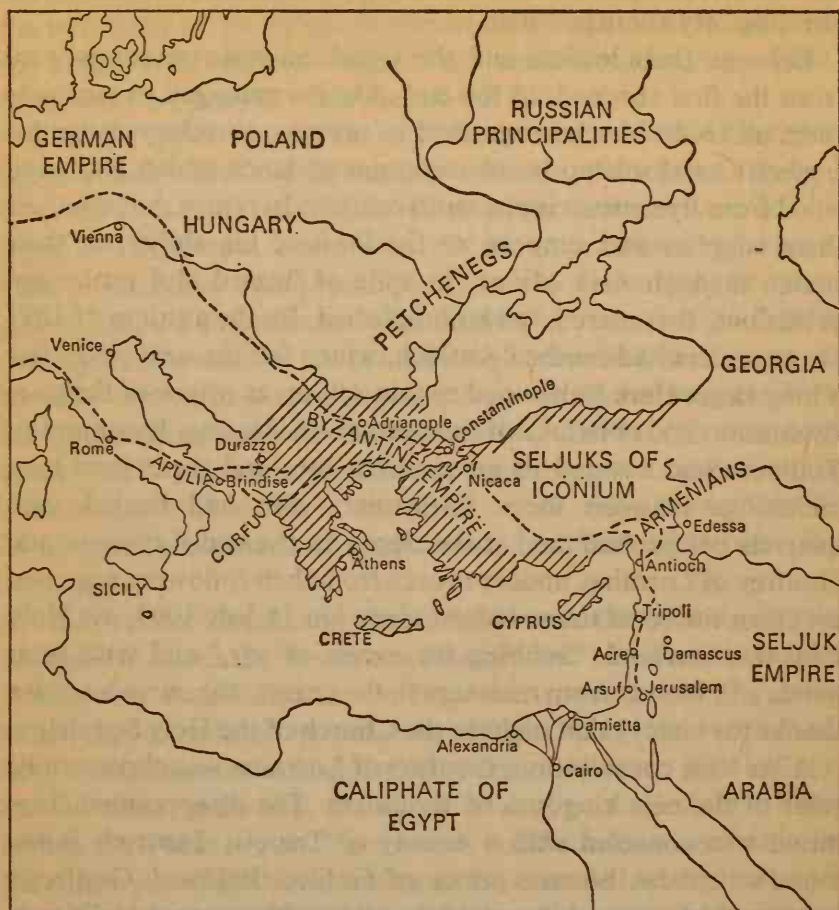 GERMAN
EMPIRE
POLAND
RUSSIAN
PRINCIPALITIES
HUNGARY
Vienna
PETCHENEGS
Venice
GEORGIA
Rome
Durazzo
BYZANTINE EMPIRE
Adrianople
Constantinople
APULIA
Brindise
Nicaca
SELJUKS OF
ICONIUM
ARMENIANS
Edessa
CORFU
Athens
Antioch
SICILY
CRETE
CYPRUS
Tripoli
SELJUK
EMPIRE
Acre
Damascus
Arsuf
Jerusalem
Damietta
Alexandria
Cairo
CALIPHATE OF
EGYPT
ARABIA